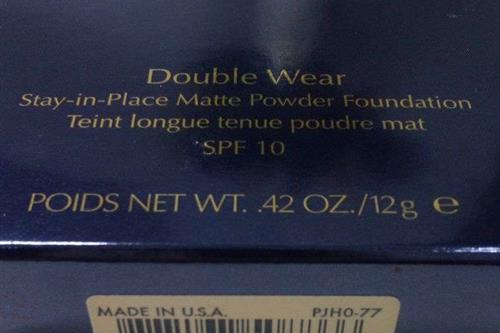 Double Wear
Stay-in-Place Matte Powder Foundation
Teint longue tenue poudre mat
SPF 10
POIDS NET WT. .42 OZ./12g e
MADE IN U.S.A. PJH0-77